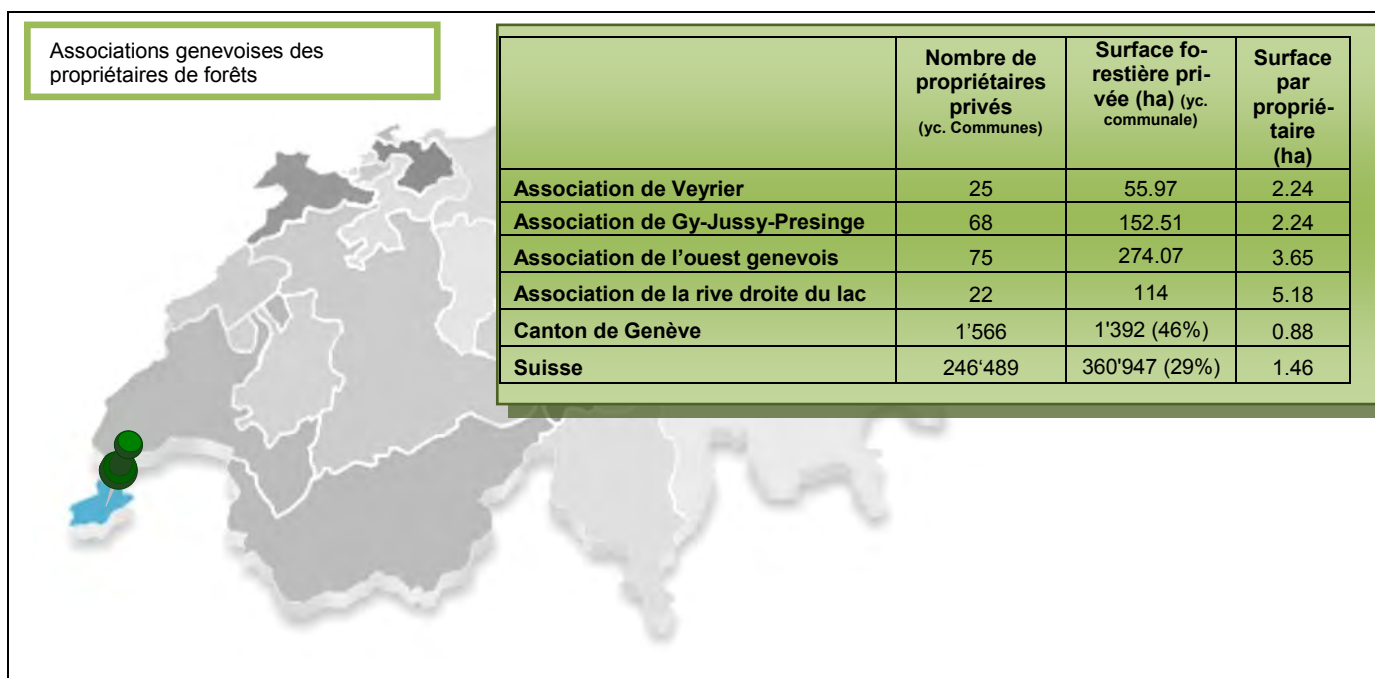 Associations genevoises des
propriétaires de forêts
Nombre de
propriétaires
privés
(yc. Communes)
Surface fo-
restière pri-
vée (ha) (yc.
communale)
Surface
par
proprié-
taire
(ha)
Association de Veyrier 25 55.97 2.24
Association de Gy-Jussy-Presinge 68 152.51 2.24
Association de l’ouest genevois 75 274.07 3.65
Association de la rive droite du lac 22 114 5.18
Canton de Genève 1’566 1'392 (46%) 0.88
Suisse 246‘489 360'947 (29%) 1.46